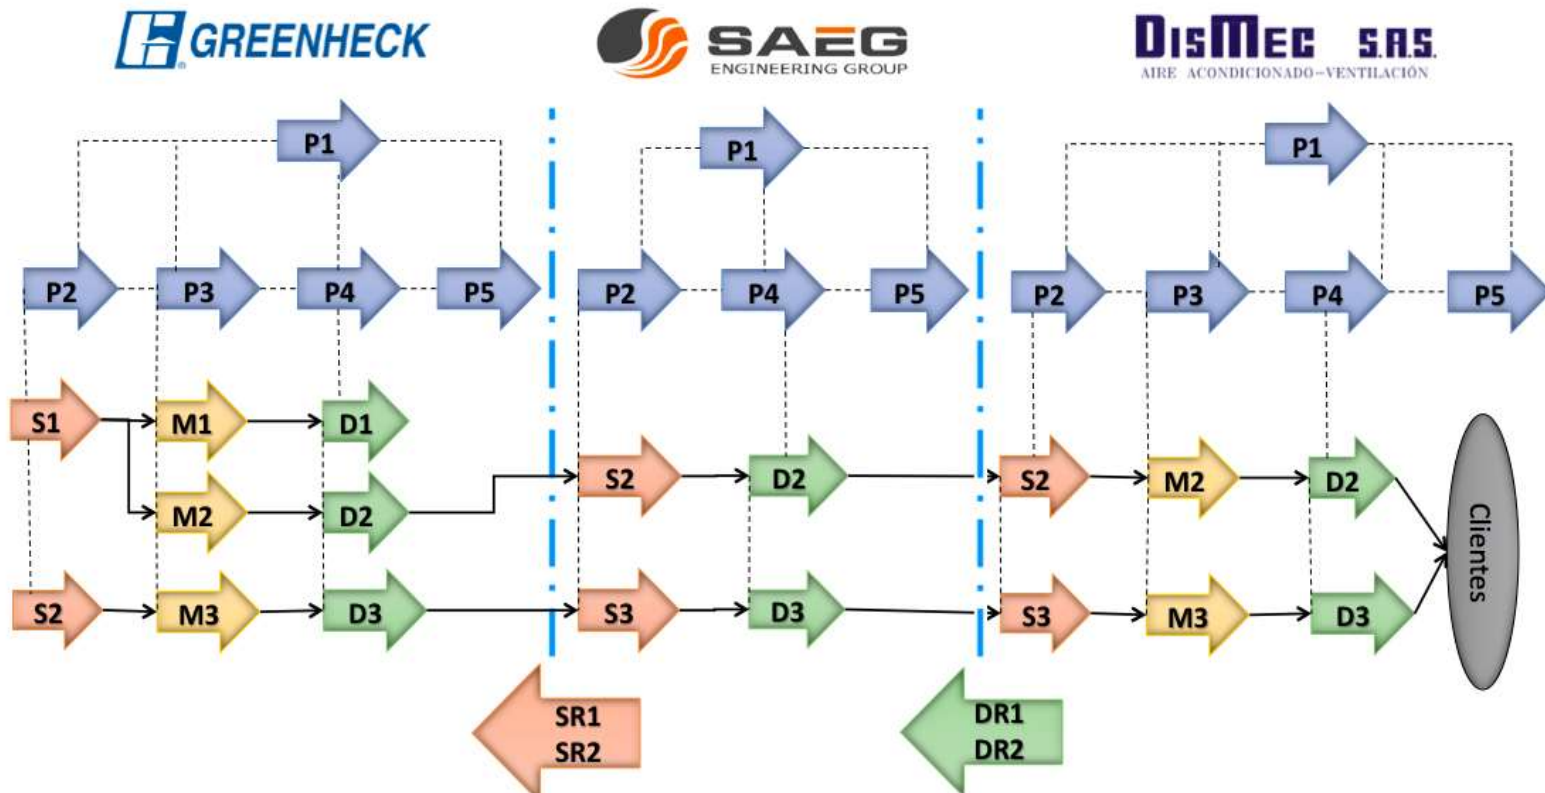 GREENHECK
SAEG
ENGINEERING GROUP
DISMEC S.A.S.
AIRE ACONDICIONADO-VENTILACIÓN
P1
P1
P1
P2
P3
P4
P5
P2
P4
P5
P2
P3
P4
P5
S1
M1
D1
S2
D2
S2
M2
D2
M2
D2
S2
M3
D3
S3
D3
S3
M3
D3
Clientes
SR1
SR2
DR1
DR2